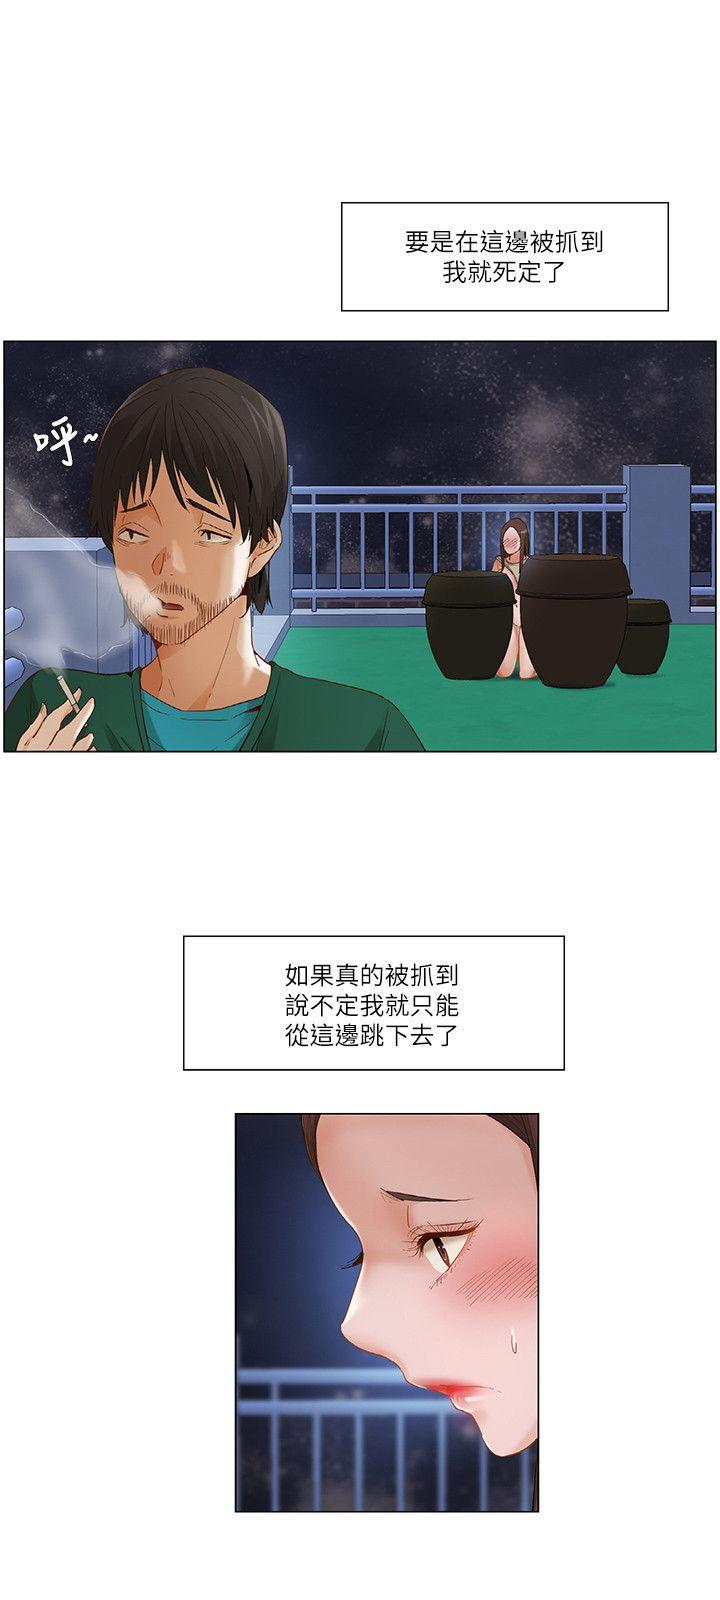 要是在這邊被抓到
我就死定了
呼~
如果真的被抓到
說不定我就只能
從這邊跳下去了